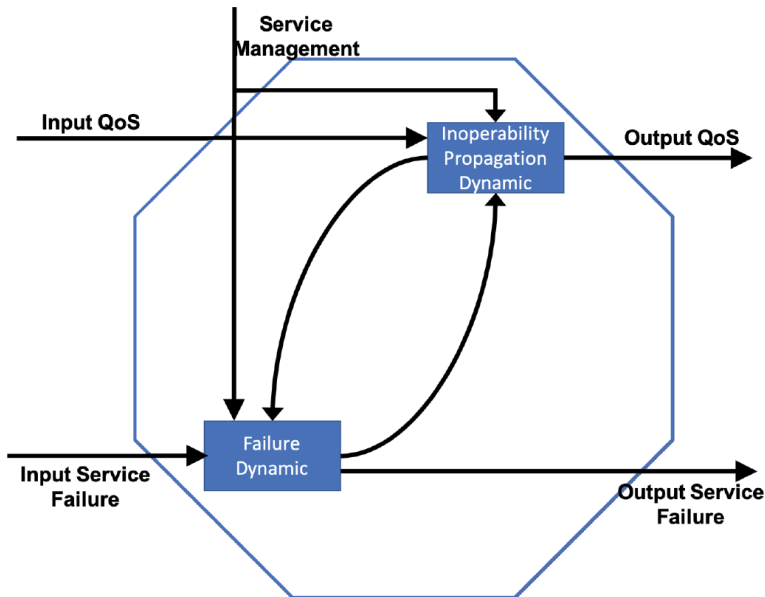 Service
Management
Input QoS
Inoperability
Propagation
Dynamic
Output QoS
Failure
Dynamic
Input Service
Failure
Output Service
Failure